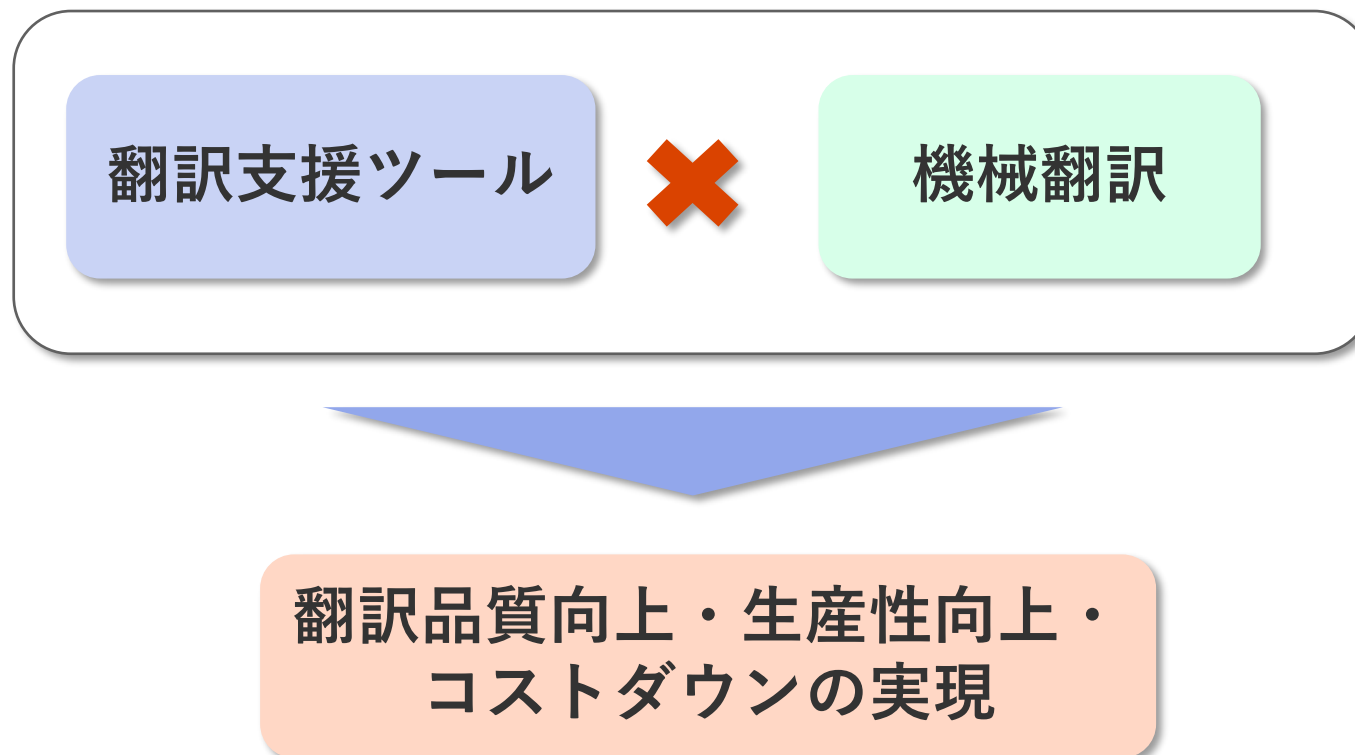 翻訳支援ツール
機械翻訳
翻訳品質向上・生産性向上・
コストダウンの実現